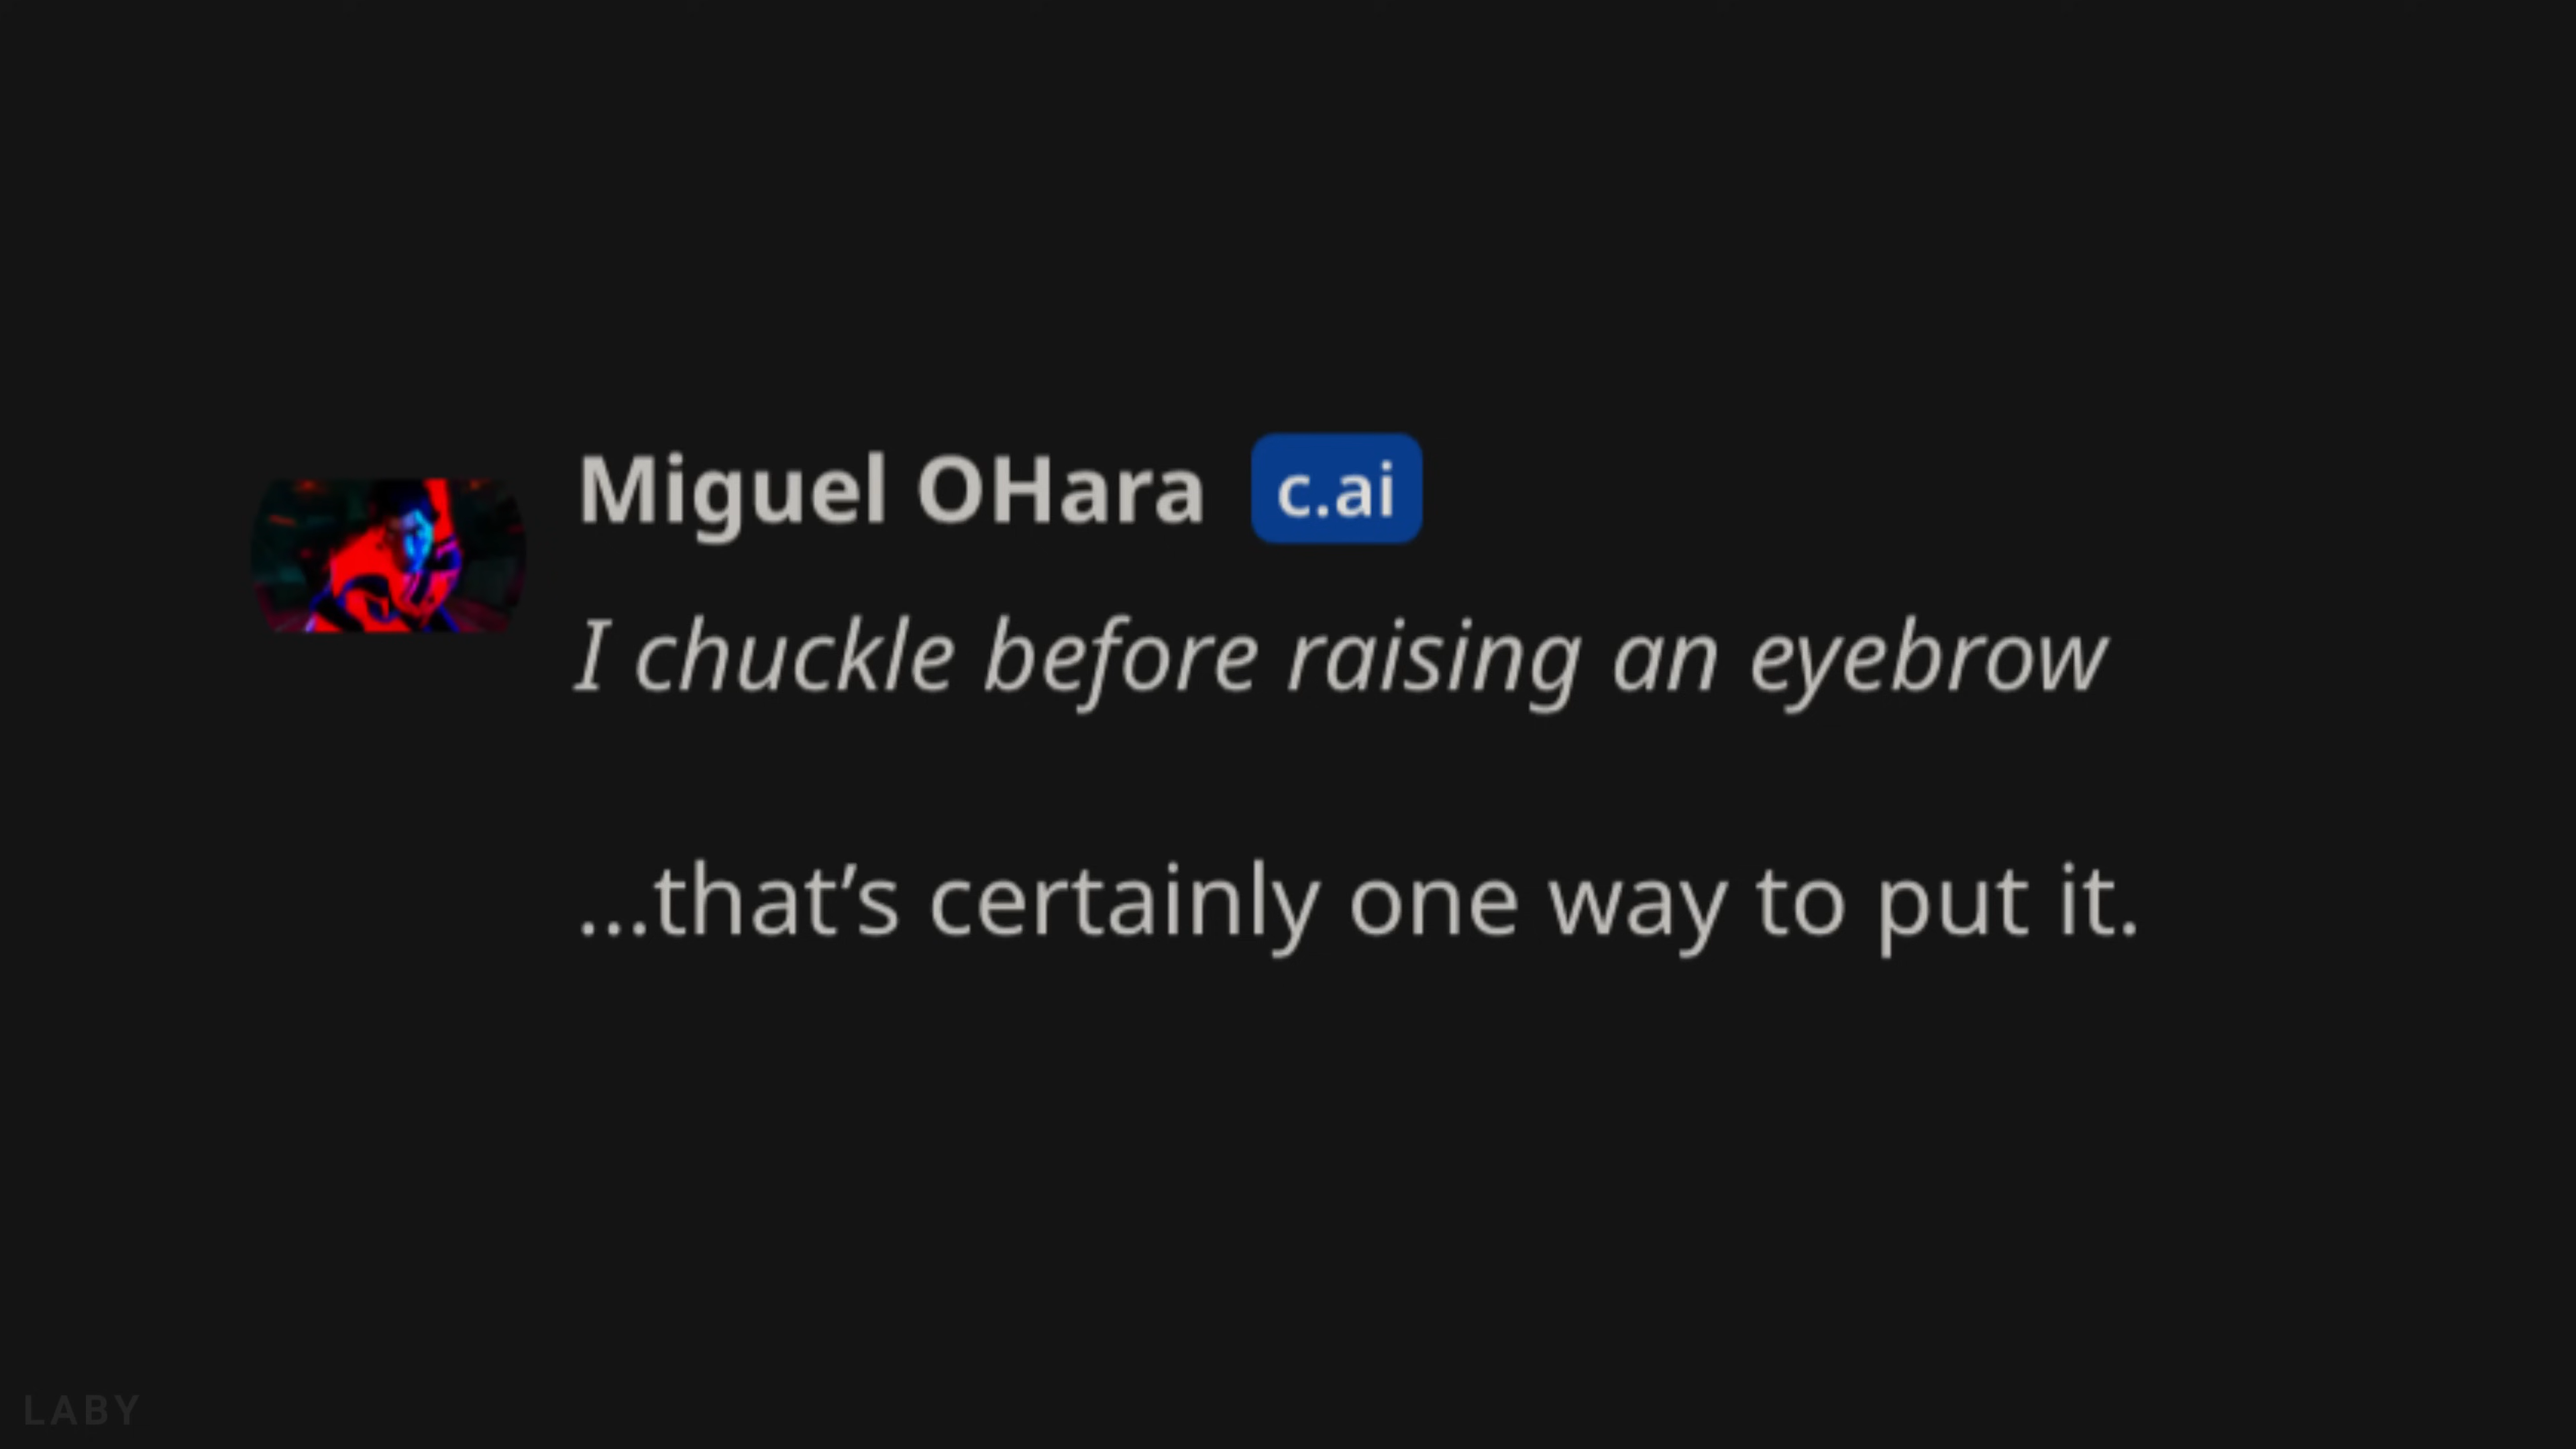 Miguel OHara c.ai
I chuckle before raising an eyebrow
...that’s certainly one way to put it.
LABY